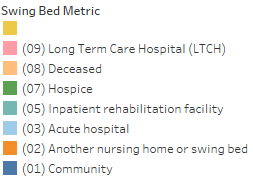 Swing Bed Metric
(09) Long Term Care Hospital (LTCH)
(08) Deceased
(07) Hospice
(05) Inpatient rehabilitation facility
(03) Acute hospital
(02) Another nursing home or swing bed
(01) Community